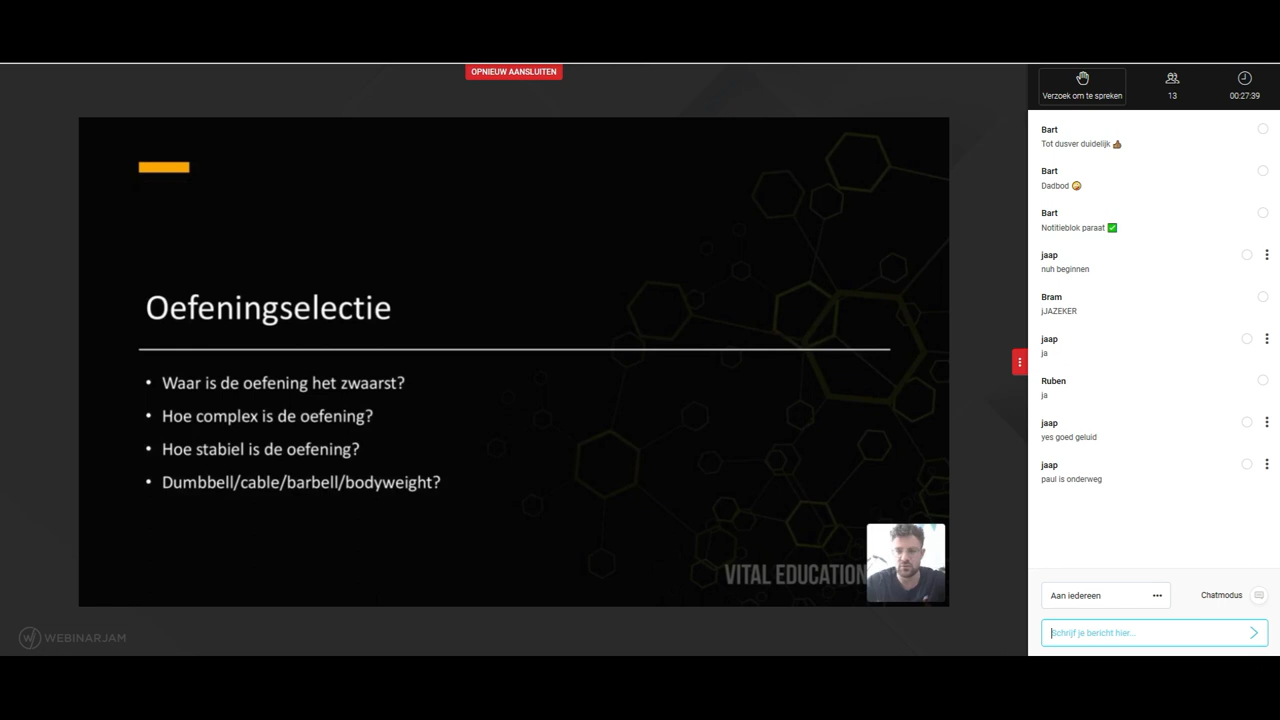 OPNIEUW AANSLUITEN
Oefeningselectie
• Waar is de oefening het zwaarst?
• Hoe complex is de oefening?
• Hoe stabiel is de oefening?
• Dumbbell/cable/barbell/bodyweight?
VITAL EDUCATION
WEBINARJAM
Verzoek om te spreken
13
00:27:39
Bart
Tot dusver duidelijk 👍🏾
Bart
Dadbod 🤪
Bart
Notitieblok paraat ✅
jaap
nuh beginnen
Bram
jJAZEKER
jaap
ja
Ruben
ja
jaap
yes goed geluid
jaap
paul is onderweg
Aan iedereen
Chatmodus
Schrijf je bericht hier...